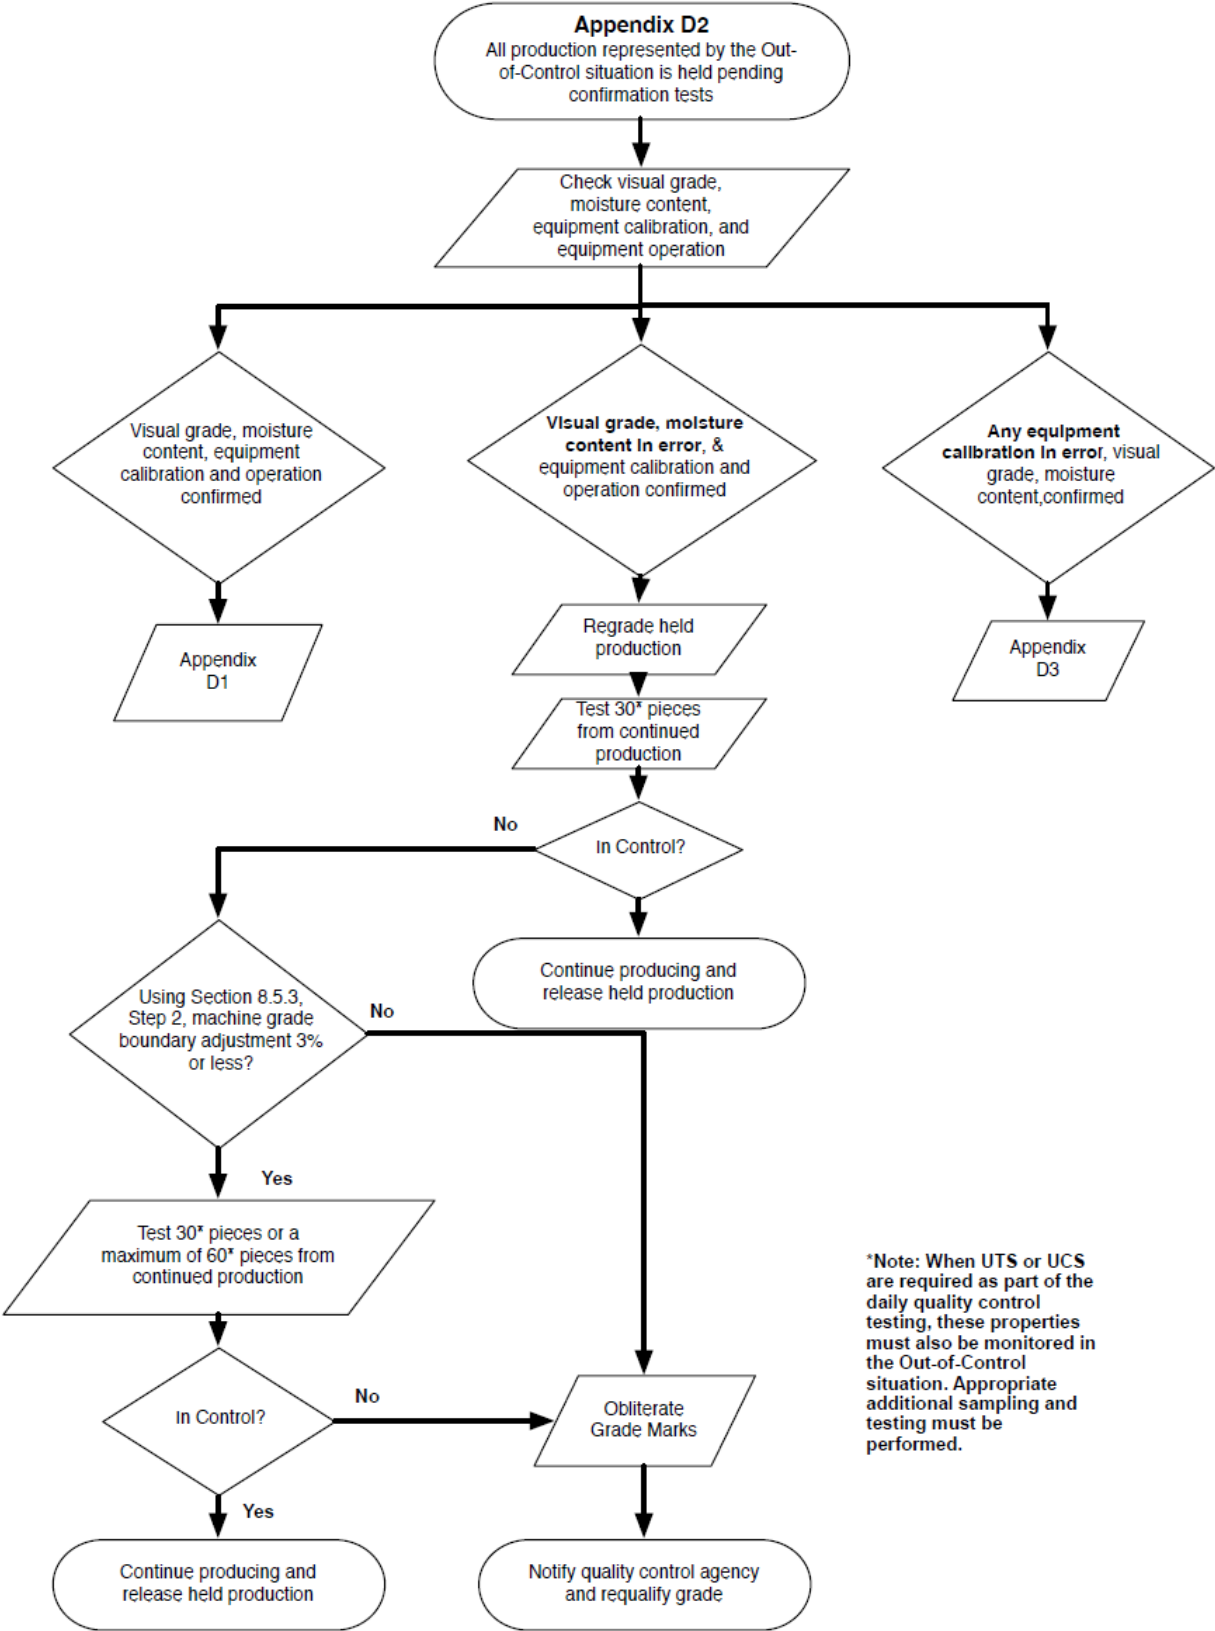 Appendix D2
All production represented by the Out-
of-Control situation is held pending
confirmation tests
Check visual grade,
moisture content,
equipment calibration, and
equipment operation
Visual grade, moisture
content, equipment
calibration and operation
confirmed
Visual grade, moisture
content in error, &
equipment calibration and
operation confirmed
Any equipment
calibration in error, visual
grade, moisture
content,confirmed
Appendix
D1
Regrade held
production
Appendix
D3
Test 30* pieces
from continued
production
No
In Control?
Continue producing and
release held production
Using Section 8.5.3,
Step 2, machine grade
boundary adjustment 3%
or less?
No
Yes
Test 30* pieces or a
maximum of 60* pieces from
continued production
*Note: When UTS or UCS
are required as part of the
daily quality control
testing, these properties
must also be monitored in
the Out-of-Control
situation. Appropriate
additional sampling and
testing must be
performed.
In Control?
No
Obliterate
Grade Marks
Yes
Continue producing and
release held production
Notify quality control agency
and requalify grade